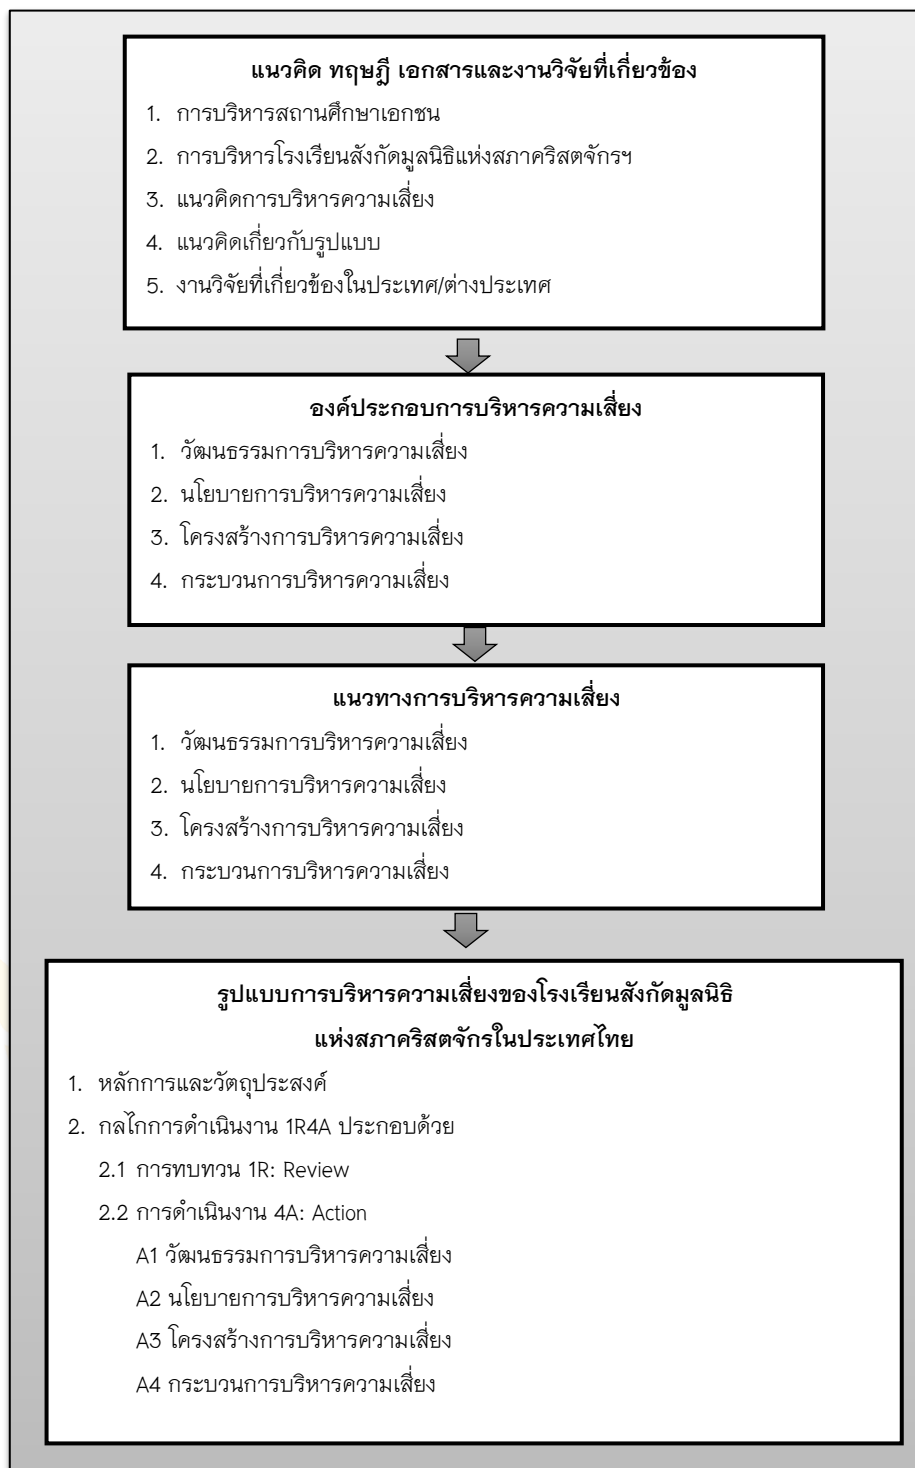 แนวคิด ทฤษฎี เอกสารและงานวิจัยที่เกี่ยวข้อง
1. การบริหารสถานศึกษาเอกชน
2. การบริหารโรงเรียนสังกัดมูลนิธิแห่งสภาคริสตจักรฯ
3. แนวคิดการบริหารความเสี่ยง
4. แนวคิดเกี่ยวกับรูปแบบ
5. งานวิจัยที่เกี่ยวข้องในประเทศ/ต่างประเทศ
องค์ประกอบการบริหารความเสี่ยง
1. วัฒนธรรมการบริหารความเสี่ยง
2. นโยบายการบริหารความเสี่ยง
3. โครงสร้างการบริหารความเสี่ยง
4. กระบวนการบริหารความเสี่ยง
แนวทางการบริหารความเสี่ยง
1. วัฒนธรรมการบริหารความเสี่ยง
2. นโยบายการบริหารความเสี่ยง
3. โครงสร้างการบริหารความเสี่ยง
4. กระบวนการบริหารความเสี่ยง
รูปแบบการบริหารความเสี่ยงของโรงเรียนสังกัดมูลนิธิ
แห่งสภาคริสตจักรในประเทศไทย
1. หลักการและวัตถุประสงค์
2. กลไกการดำเนินงาน 1R4A ประกอบด้วย
2.1 การทบทวน 1R: Review
2.2 การดำเนินงาน 4A: Action
A1 วัฒนธรรมการบริหารความเสี่ยง
A2 นโยบายการบริหารความเสี่ยง
A3 โครงสร้างการบริหารความเสี่ยง
A4 กระบวนการบริหารความเสี่ยง